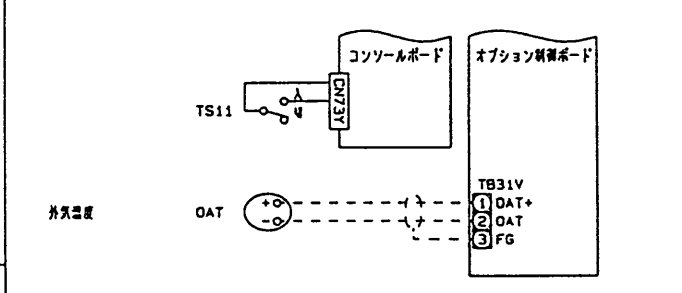 コンソールボード
オプション制御ボード
TS11
CN73Y
TB31V
外気温度
OAT
+
1 OAT+
-
2 OAT
3 FG